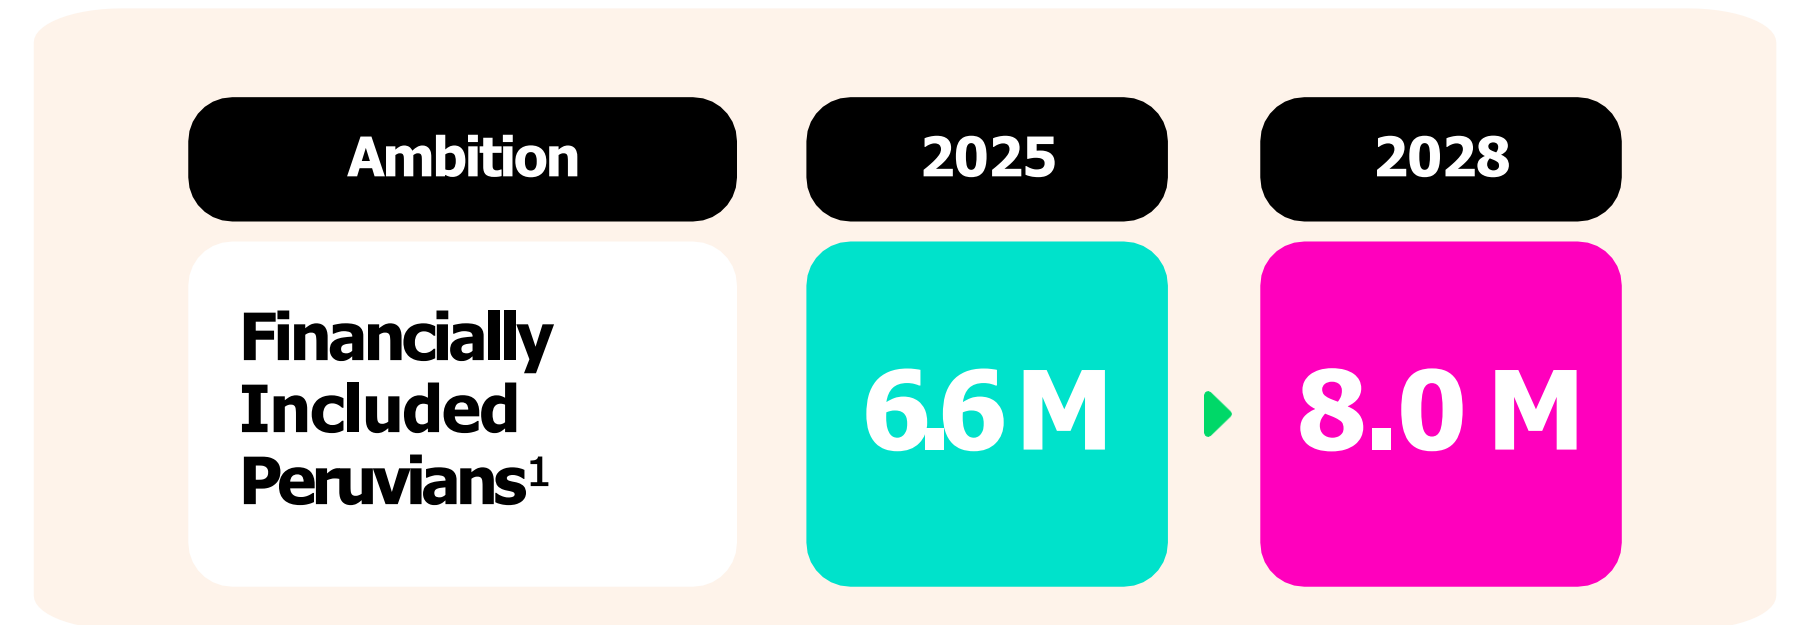 Ambition 2025 2028
Financially
Included
Peruvians¹
6.6 M 8.0 M